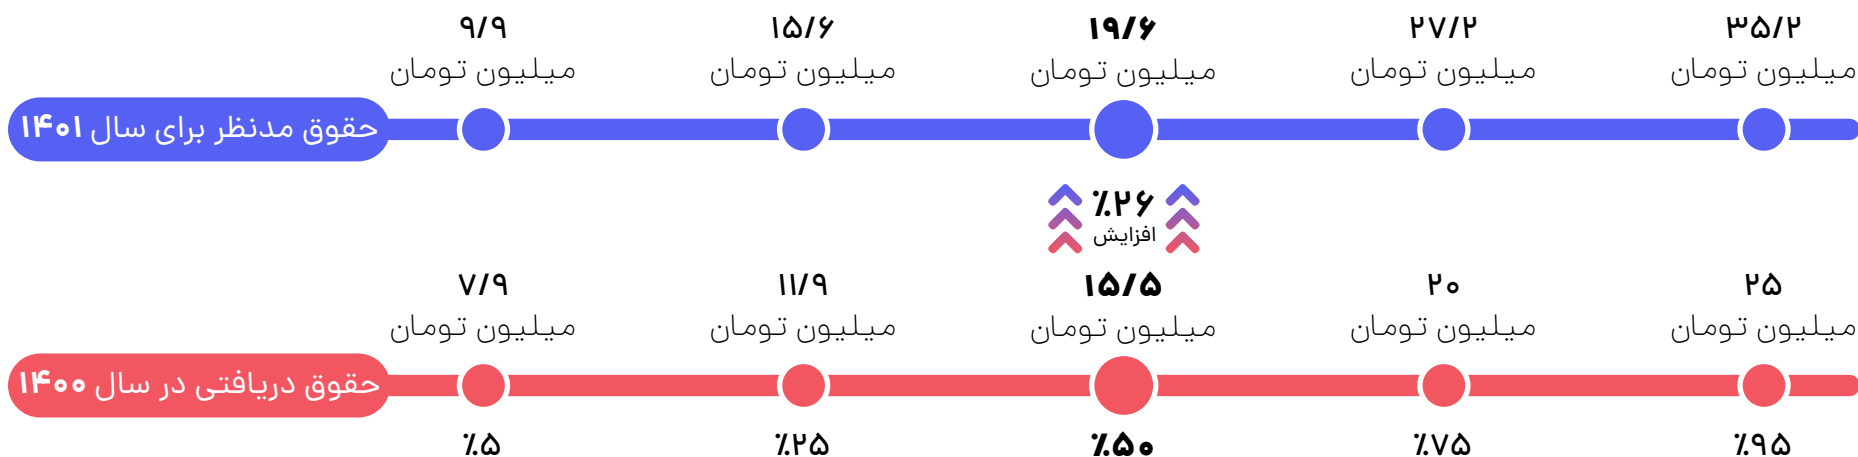 ۹/۹
میلیون تومان
۱۵/۶
میلیون تومان
۱۹/۶
میلیون تومان
۲۷/۲
میلیون تومان
۳۵/۲
میلیون تومان
حقوق مدنظر برای سال ۱۴۰۱
٪۲۶
افزایش
۷/۹
میلیون تومان
۱۱/۹
میلیون تومان
۱۵/۵
میلیون تومان
۲۰
میلیون تومان
۲۵
میلیون تومان
حقوق دریافتی در سال ۱۴۰۰
٪۵
٪۲۵
٪۵۰
٪۷۵
٪۹۵